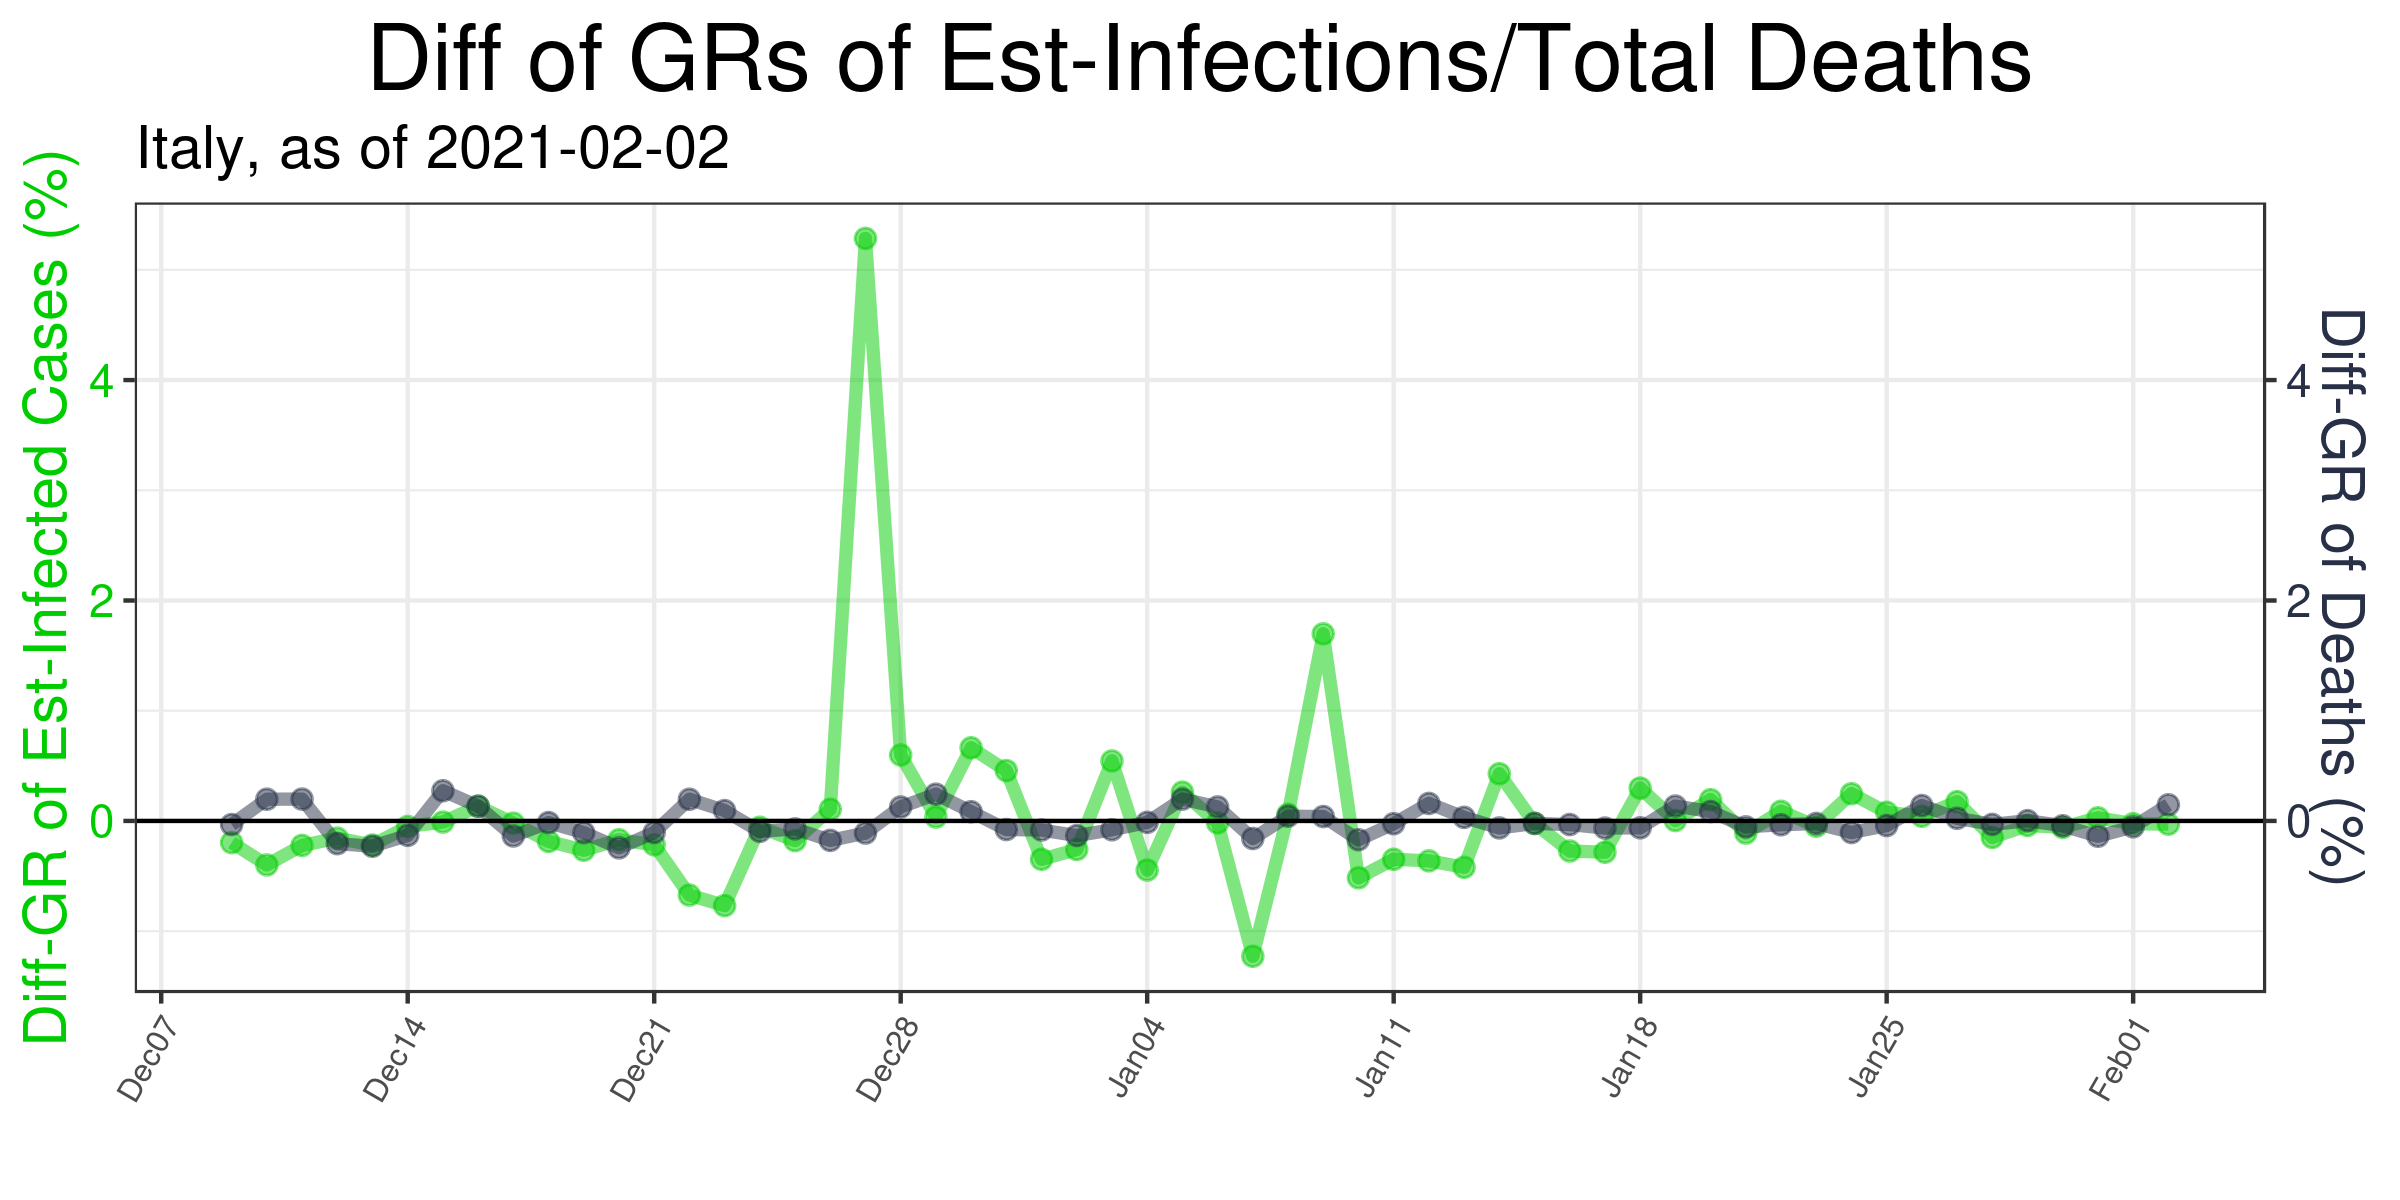 Diff of GRs of Est-Infections/Total Deaths
Italy, as of 2021-02-02
Diff-GR of Est-Infected Cases (%)
4
2
0
4
2
0
Diff-GR of Deaths (%)
Dec07
Dec14
Dec21
Dec28
Jan04
Jan11
Jan18
Jan25
Feb01